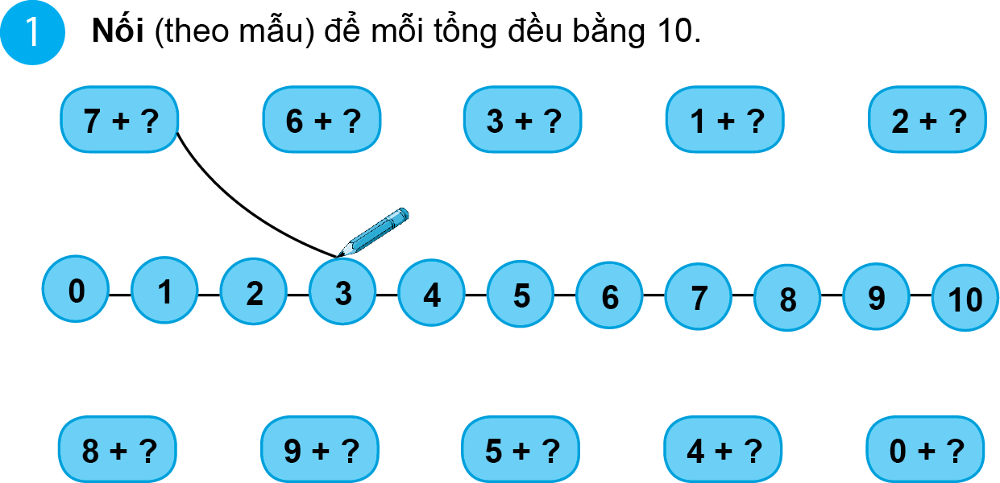 1 Nối (theo mẫu) để mỗi tổng đều bằng 10.
7 + ? 6 + ? 3 + ? 1 + ? 2 + ?
0 1 2 3 4 5 6 7 8 9 10
8 + ? 9 + ? 5 + ? 4 + ? 0 + ?